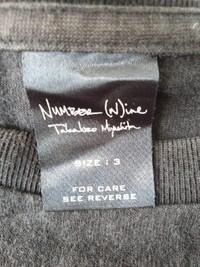 NUMBER (N)ine
Takahiro Miyashita
SIZE : 3
FOR CARE
SEE REVERSE